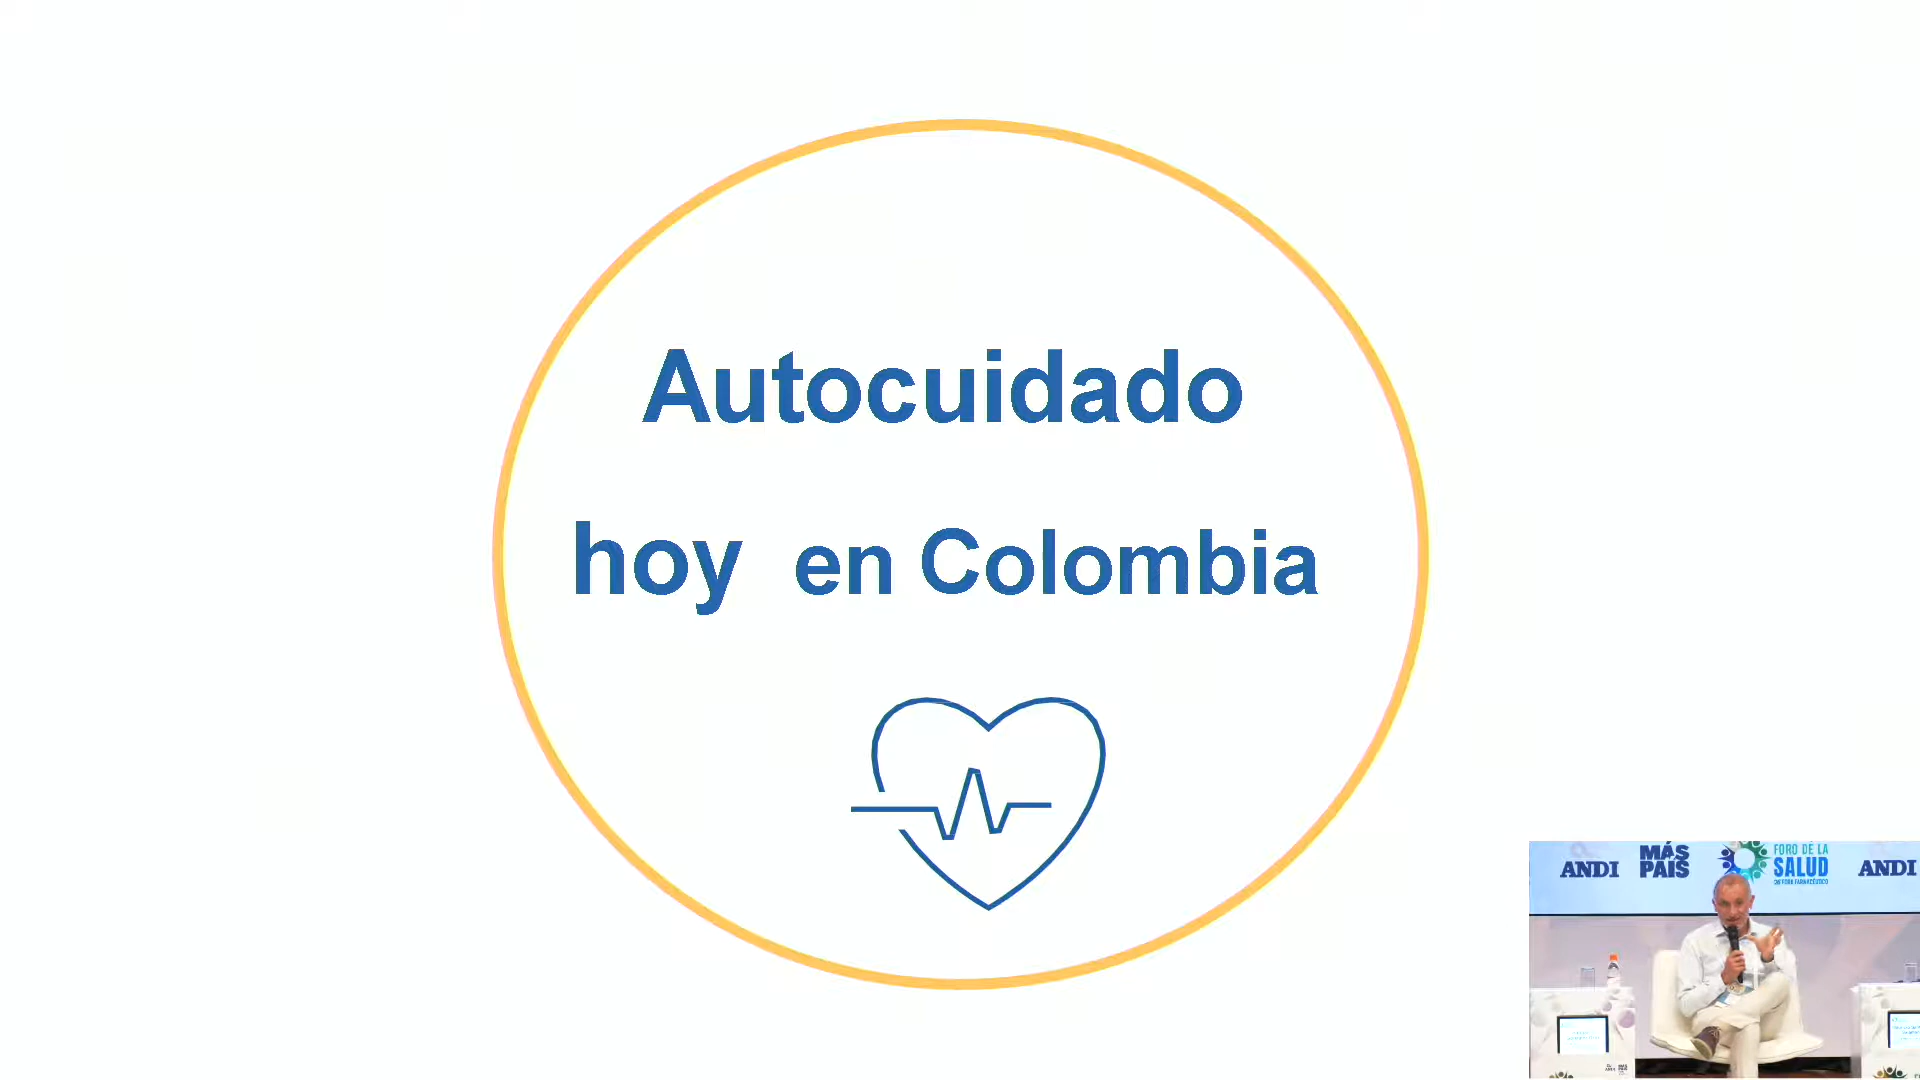 Autocuidado
hoy en Colombia
ANDI
MÁS
PAÍS
FORO DE LA
SALUD
ANDI